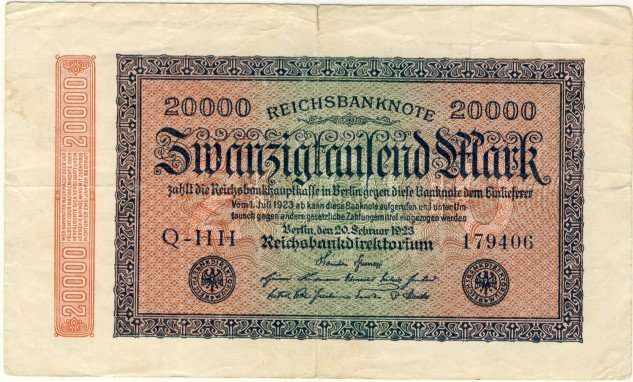 20000 REICHSBANKNOTE 20000
Zwanzigtausend Mark
zahlt die Reichsbankhauptkasse in Berlin gegen diese Banknote dem Einlieferer
Vom 1. Juli 1923 ab kann diese Banknote aufgerufen und unter Um-
tausch gegen andere gesetzliche Zahlungsmittel eingezogen werden
Berlin, den 20. Februar 1923
Q-HH Reichsbankdirektorium 179406
20000
20000